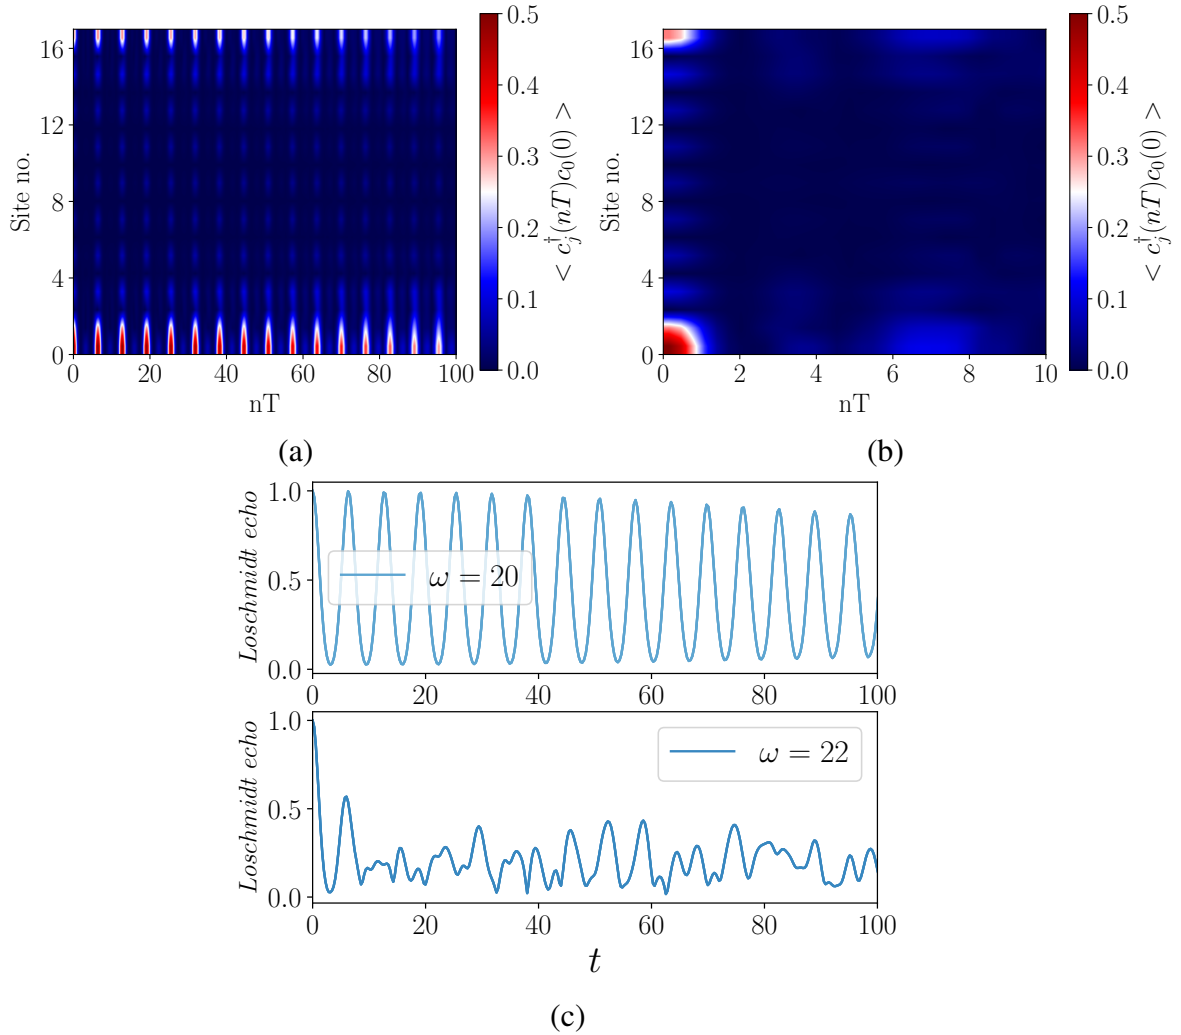 0.5
16
0.4
12
0.3
8
0.2
4
0.1
0
0.0
0 20 40 60 80 100
Site no.
nT
< c_j^†(nT)c_0(0) >
(a)
0.5
16
0.4
12
0.3
8
0.2
4
0.1
0
0.0
0 2 4 6 8 10
Site no.
nT
< c_j^†(nT)c_0(0) >
(b)
1.0
0.5
0.0
Loschmidt echo
ω = 20
0 20 40 60 80 100
1.0
0.5
0.0
Loschmidt echo
ω = 22
0 20 40 60 80 100
t
(c)